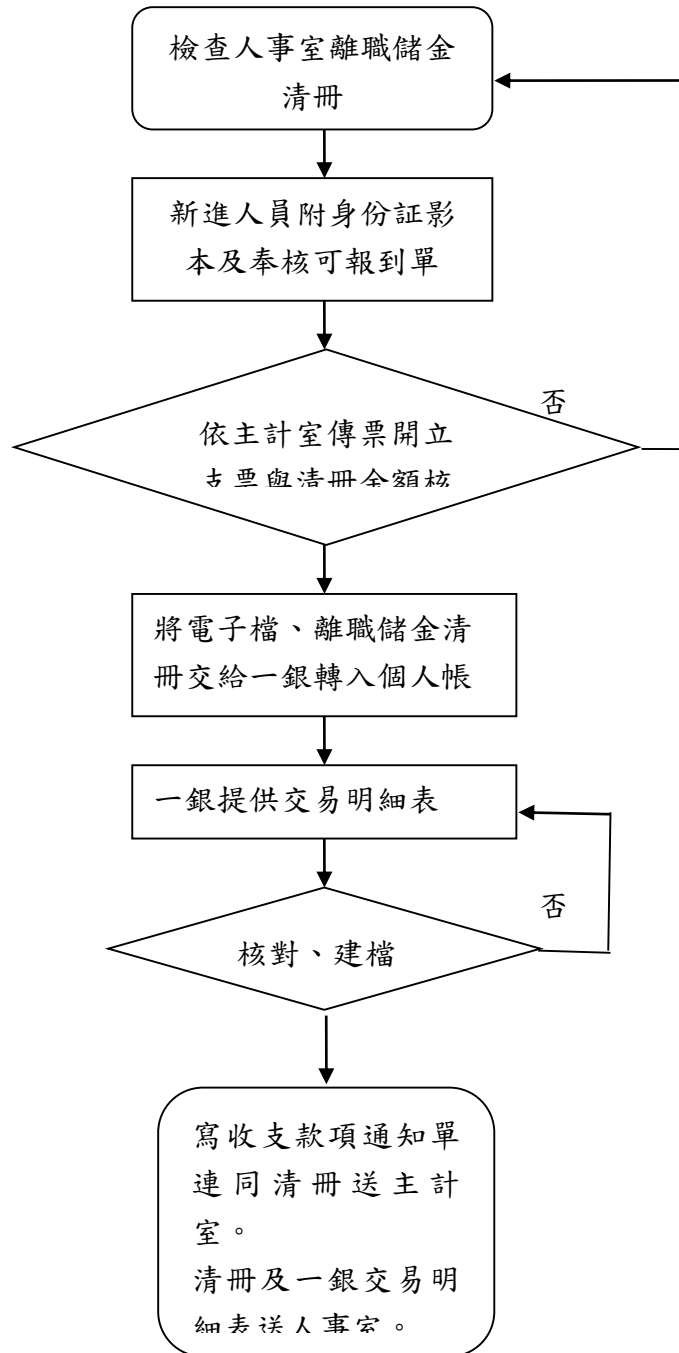 檢查人事室離職儲金
清冊
新進人員附身份証影
本及奉核可報到單
否
依主計室傳票開立
支票與清冊金額核
將電子檔、離職儲金清
冊交給一銀轉入個人帳
一銀提供交易明細表
否
核對、建檔
寫收支款項通知單
連同清冊送主計
室。
清冊及一銀交易明
細表送人事室。